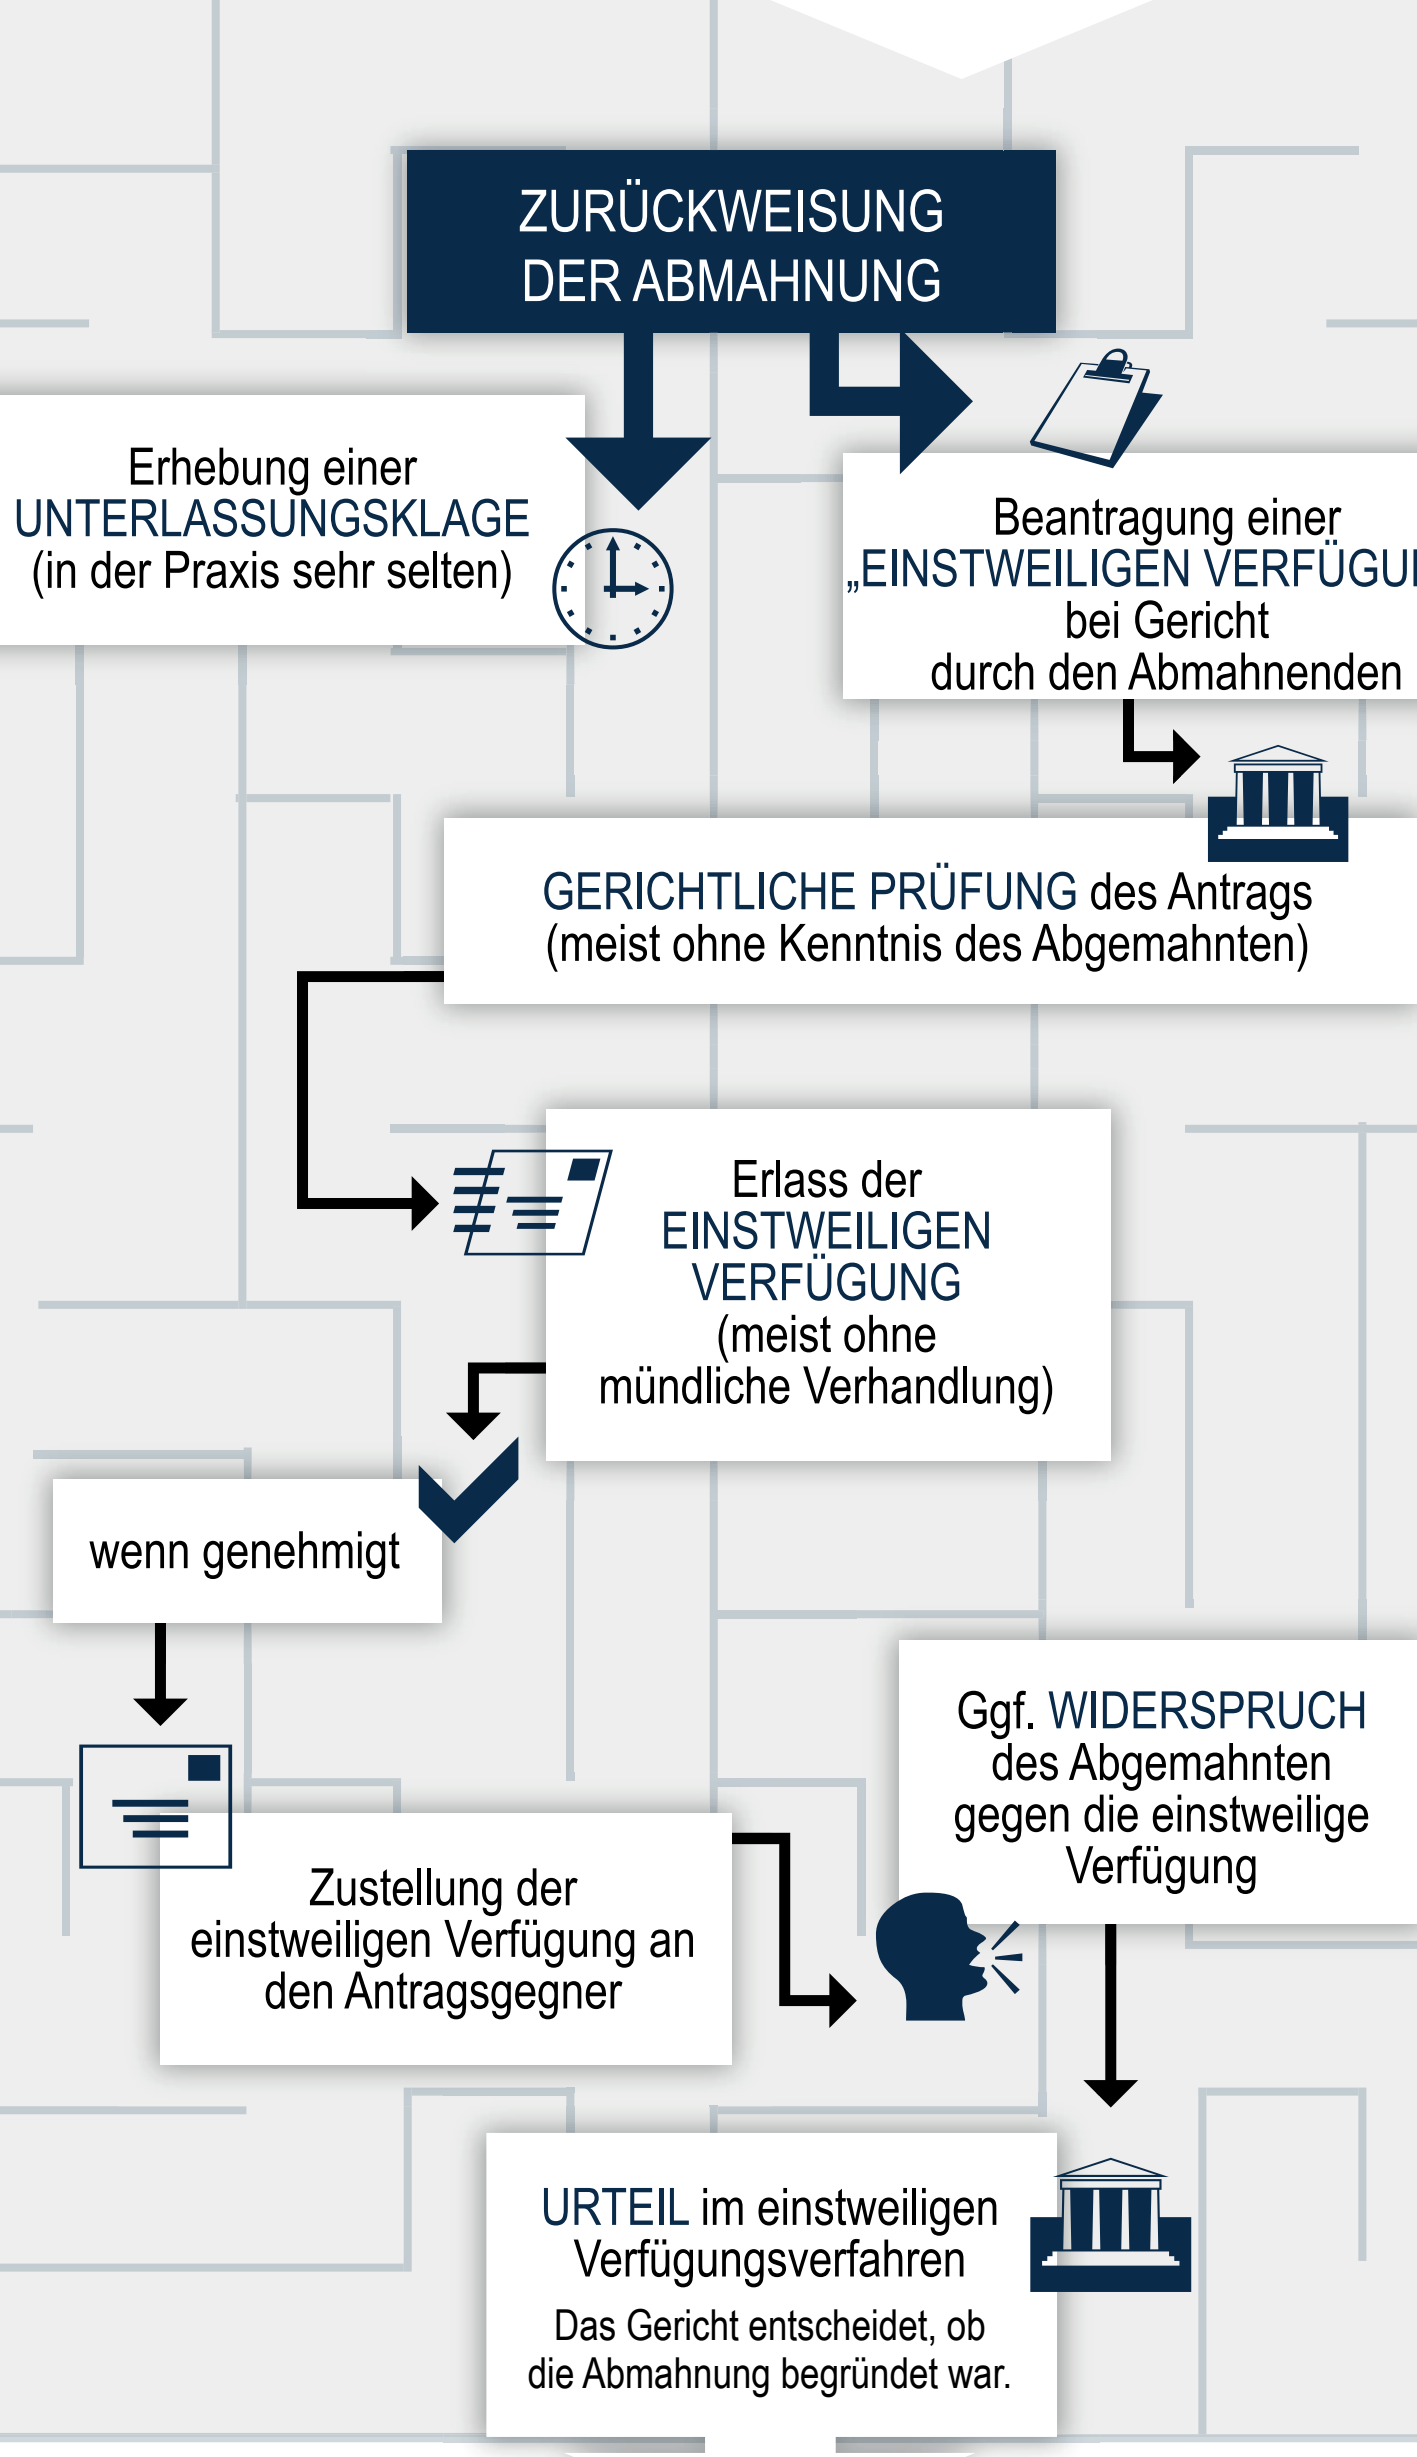 ZURÜCKWEISUNG
DER ABMAHNUNG
Erhebung einer
UNTERLASSUNGSKLAGE
(in der Praxis sehr selten)
Beantragung einer
„EINSTWEILIGEN
bei Gericht
durch den Abmahnenden
GERICHTLICHE PRÜFUNG des Antrags
(meist ohne Kenntnis des Abgemahnten)
Erlass der
EINSTWEILIGEN
VERFÜGUNG
(meist ohne
mündliche Verhandlung)
wenn genehmigt
Ggf. WIDERSPRUCH
des Abgemahnten
gegen die einstweilige
Verfügung
Zustellung der
einstweiligen Verfügung an
den Antragsgegner
URTEIL im einstweiligen
Verfügungsverfahren
Das Gericht entscheidet, ob
die Abmahnung begründet war.